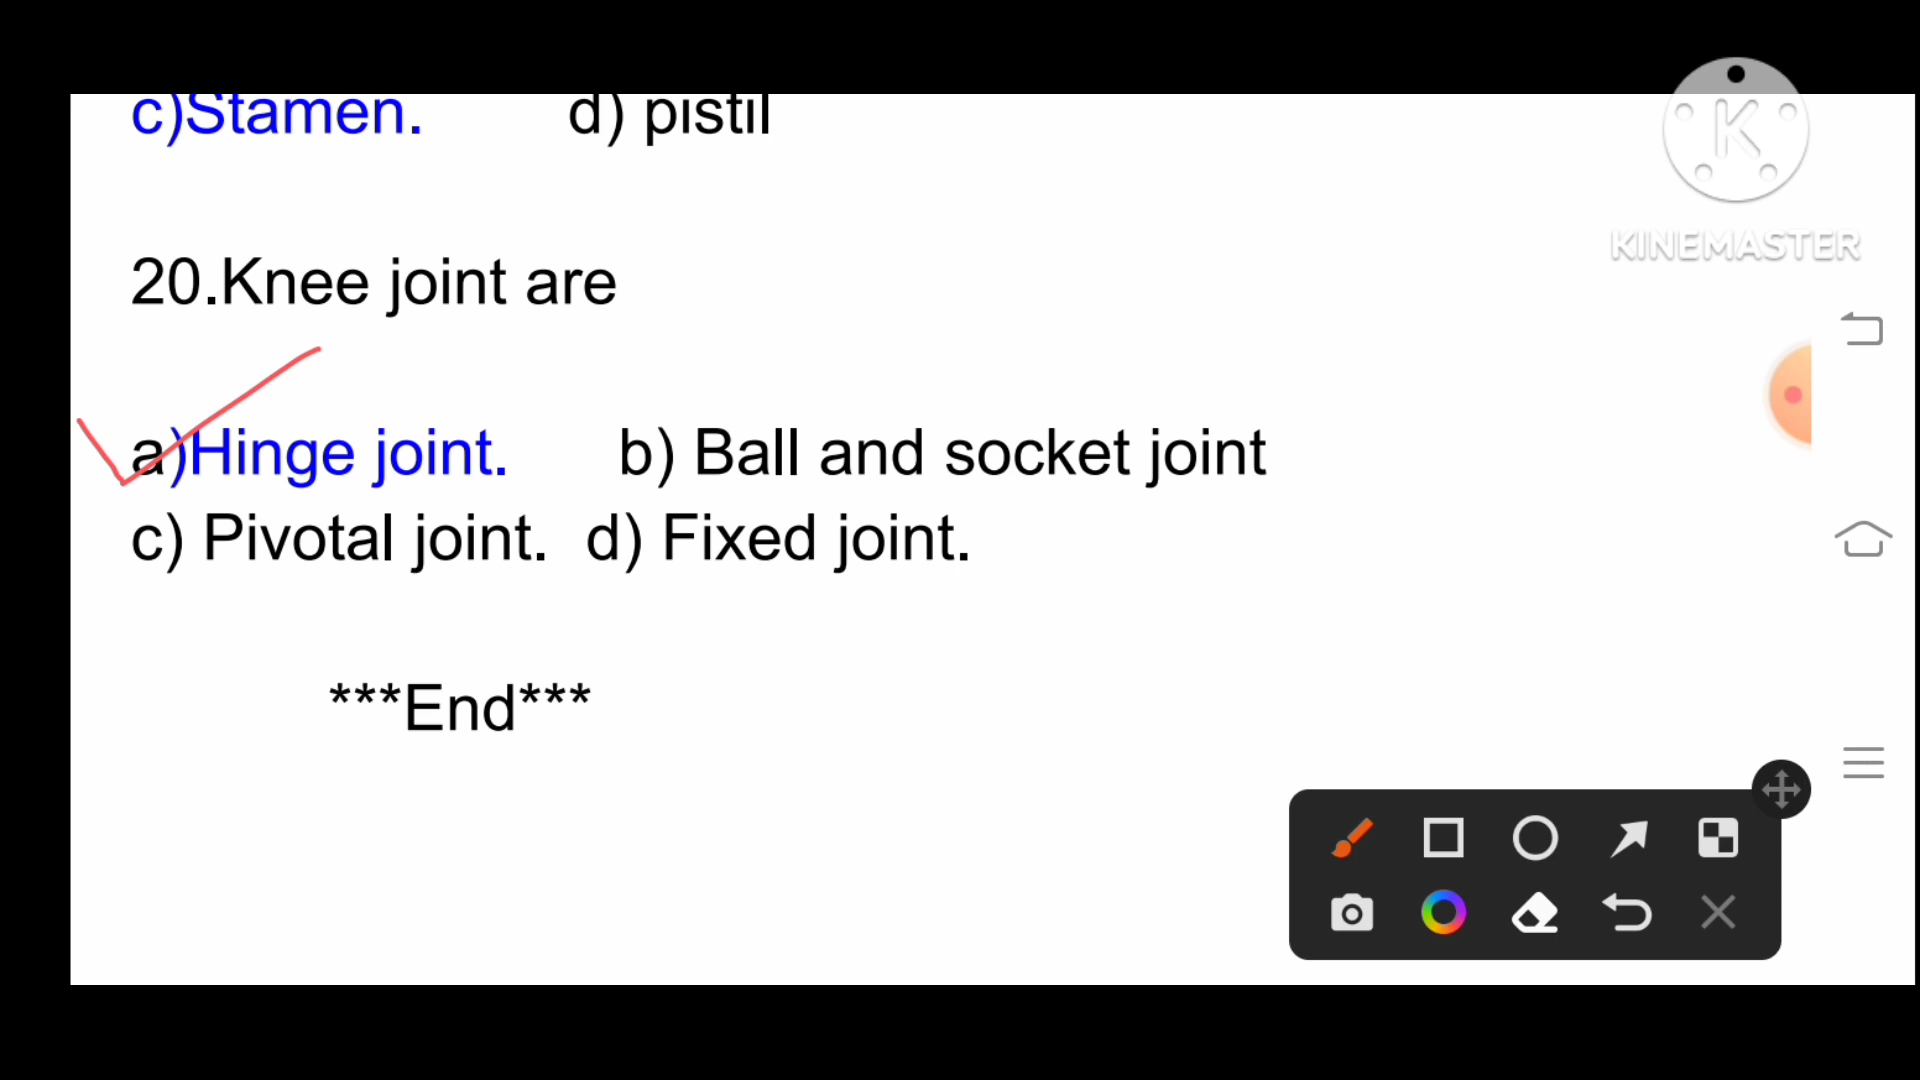 c)Stamen. d) pistil
20.Knee joint are
a)Hinge joint. b) Ball and socket joint
c) Pivotal joint. d) Fixed joint.
***End***
K
KINEMASTER